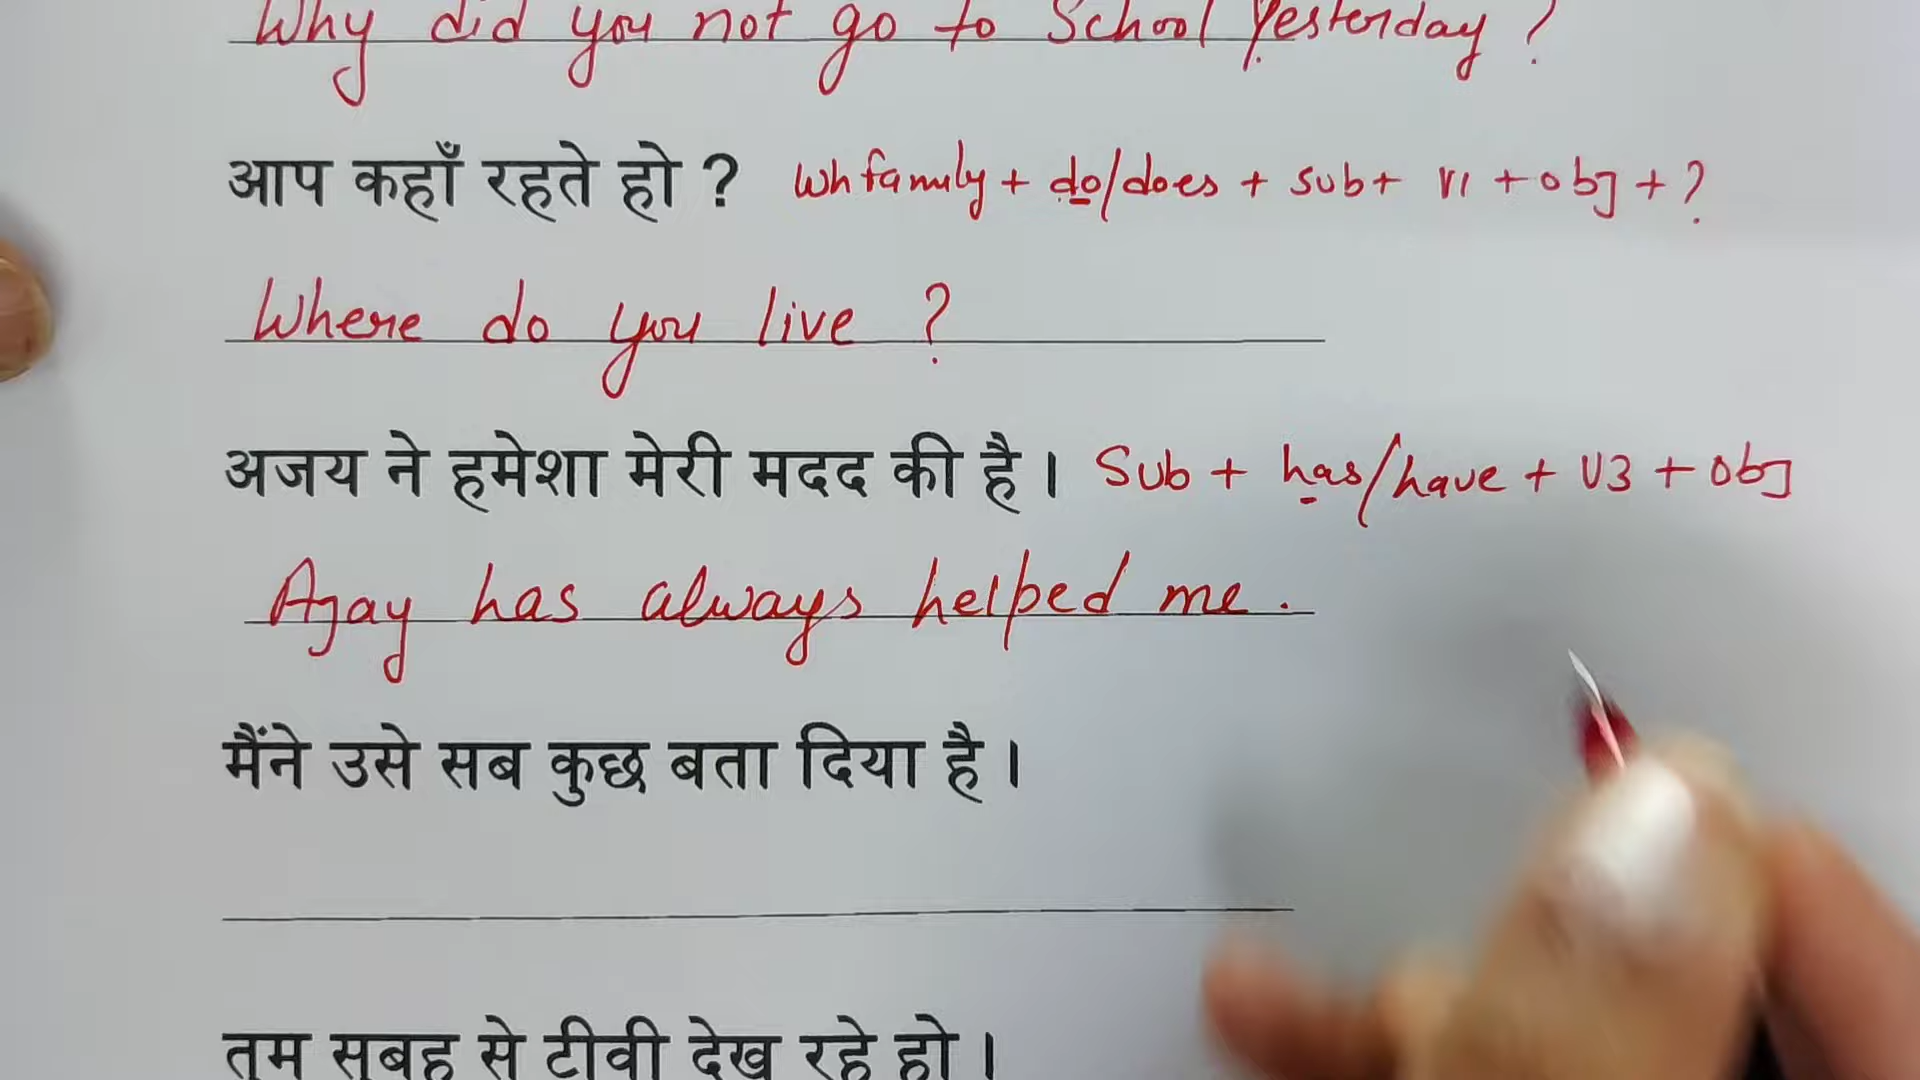 Why did you not go to School Yesterday ?
आप कहाँ रहते हो ? Wh family + do/does + sub + v1 + obj + ?
Where do you live ?
अजय ने हमेशा मेरी मदद की है । Sub + has/have + v3 + obj
Ajay has always helped me.
मैंने उसे सब कुछ बता दिया है ।
तुम सुबह से टीवी देख रहे हो ।